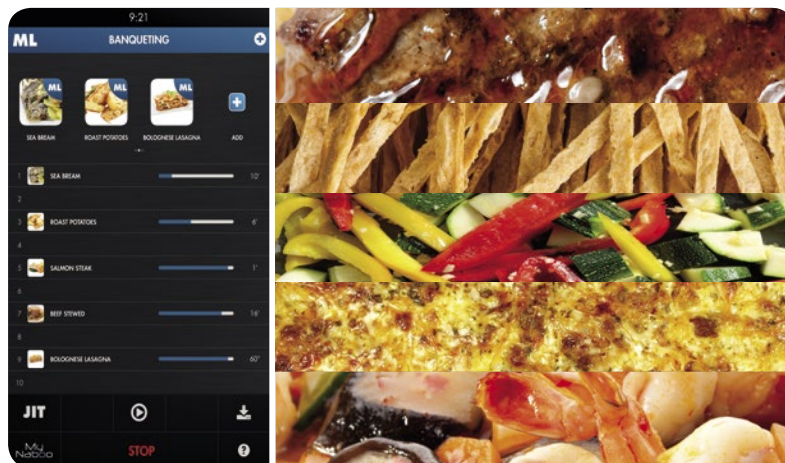 9:21
ML BANQUETING
ML ML ML
SEA BREAM ROAST POTATOES BOLOGNESE LASAGNA ADD
1 SEA BREAM 10'
2
3 ROAST POTATOES 6'
4
5 SALMON STEAK 1'
6
7 BEEF STEWED 16'
8
9 BOLOGNESE LASAGNA 60"
10
JIT
My Naboo STOP ?